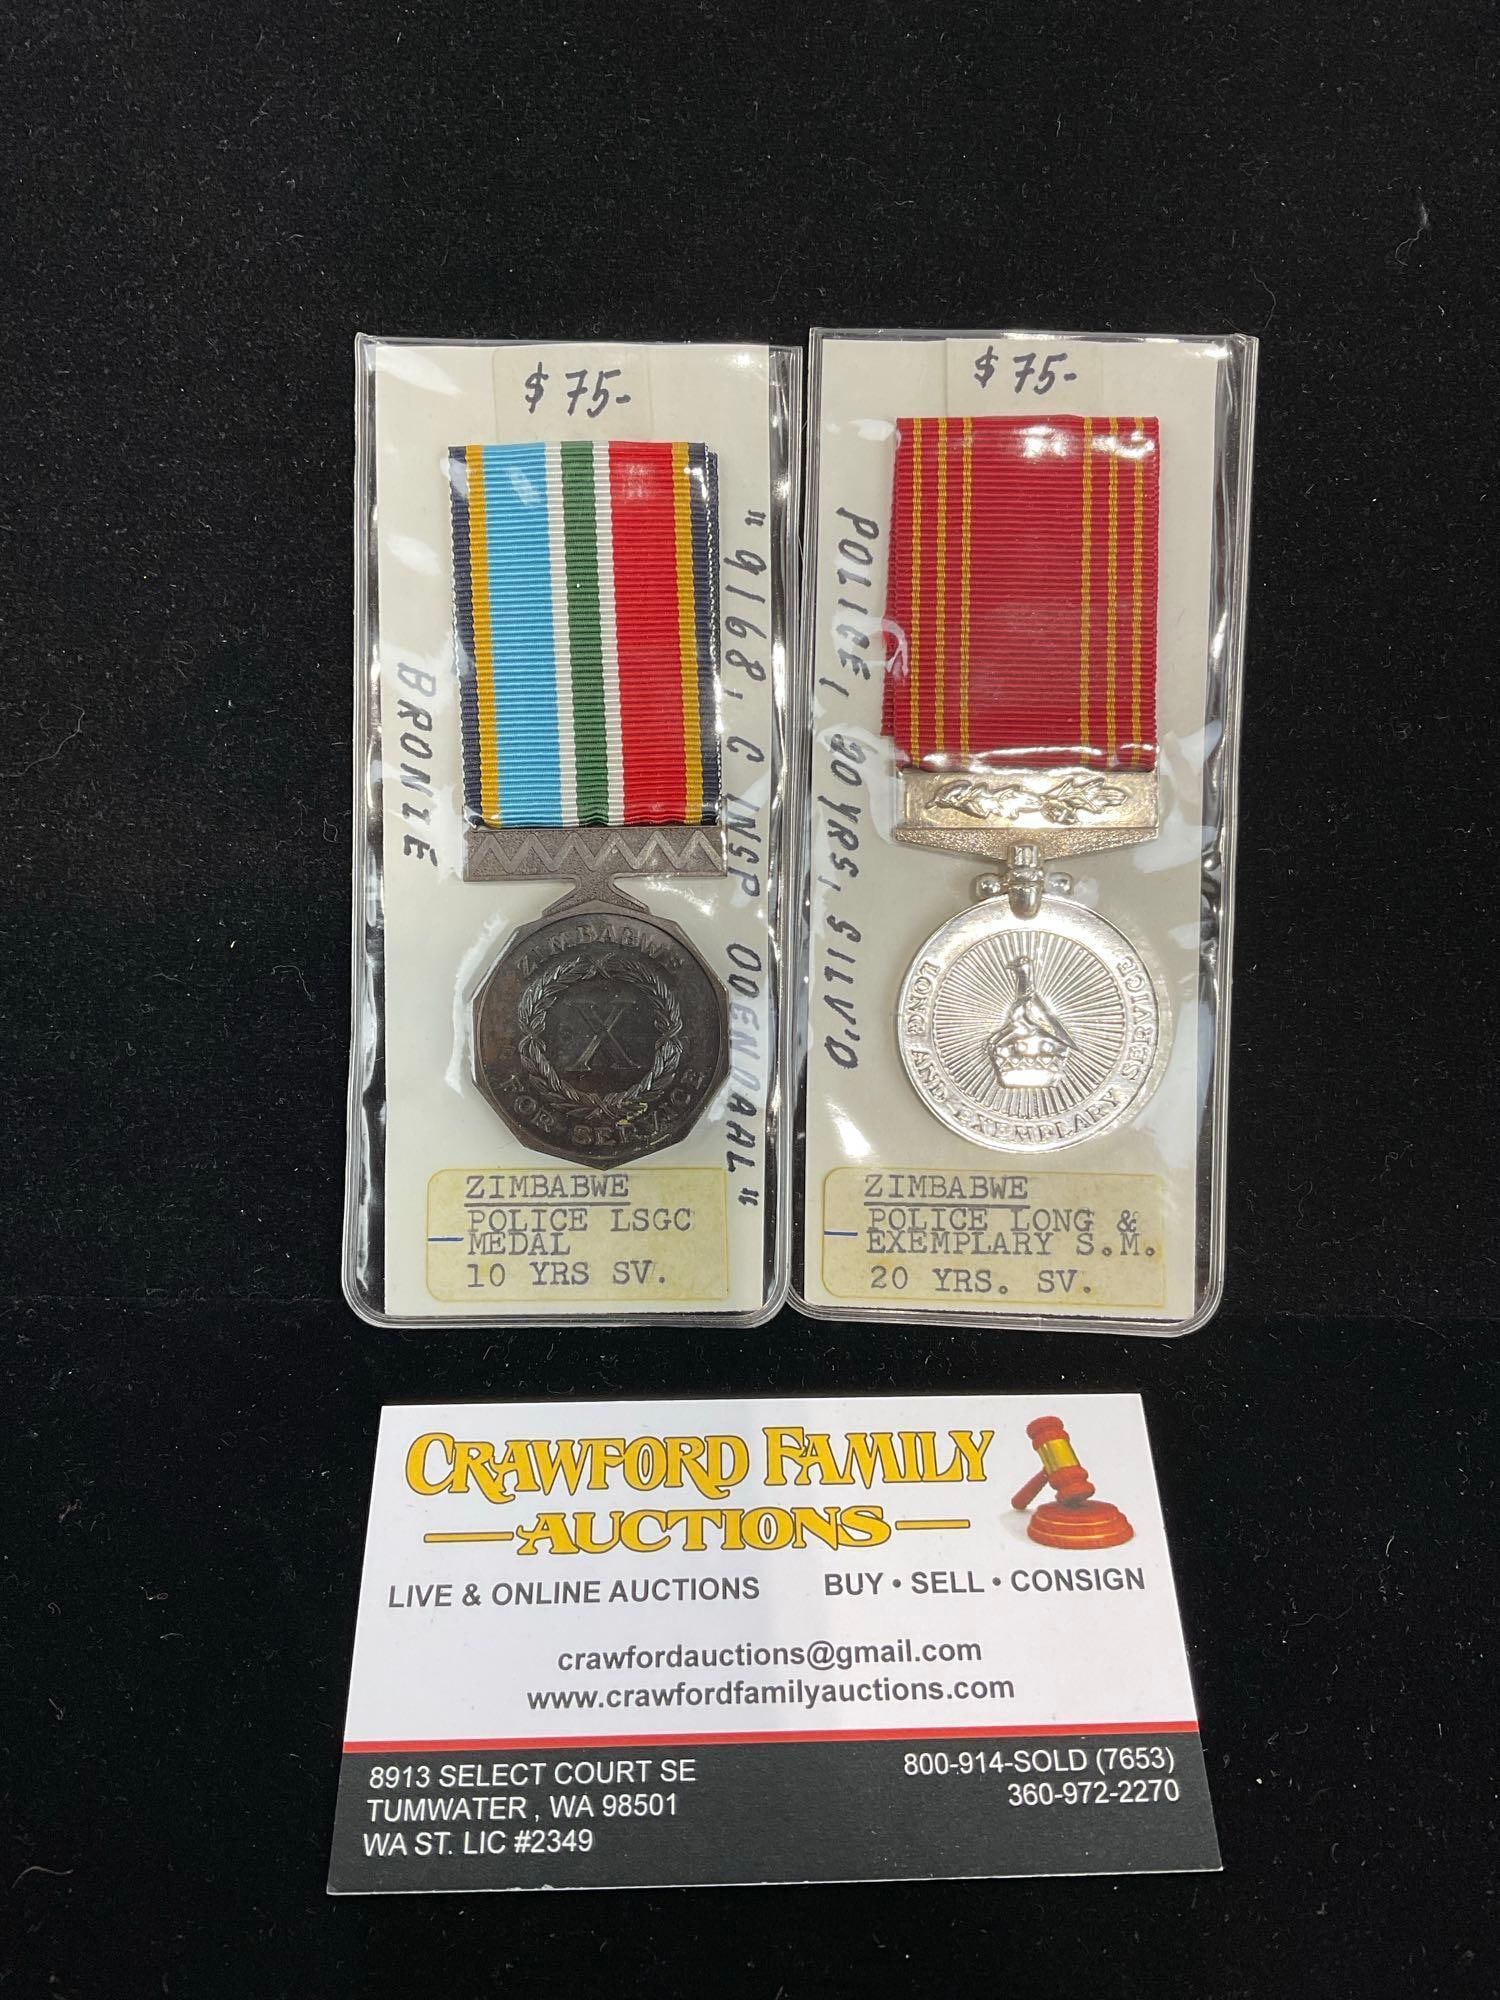 $75-
BRONZE
"9168, C INSP ODENDAAL"
ZIMBABWE
X
FOR SERVICE
ZIMBABWE
POLICE LSGC
MEDAL
10 YRS SV.
$75-
POLICE, 20 YRS, SILV'D
LONG AND EXEMPLARY SERVICE
ZIMBABWE
POLICE LONG &
EXEMPLARY S.M.
20 YRS. SV.
CRAWFORD FAMILY
AUCTIONS
LIVE & ONLINE AUCTIONS BUY • SELL • CONSIGN
crawfordauctions@gmail.com
www.crawfordfamilyauctions.com
8913 SELECT COURT SE
TUMWATER , WA 98501
WA ST. LIC #2349
800-914-SOLD (7653)
360-972-2270